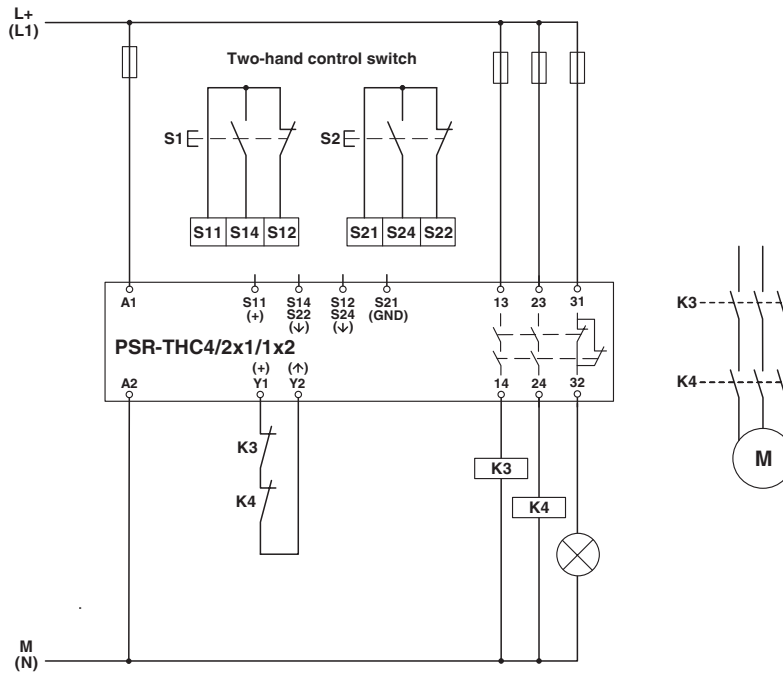 L+
(L1)
Two-hand control switch
S1
S2
S11 S14 S12
S21 S24 S22
A1
S11
(+)
S14
S22
(↓)
S12
S24
(↓)
S21
(GND)
13
23
31
PSR-THC4/2x1/1x2
A2
(+)
Y1
(↑)
Y2
14
24
32
K3
K4
K3
K4
K3
K4
M
M
(N)